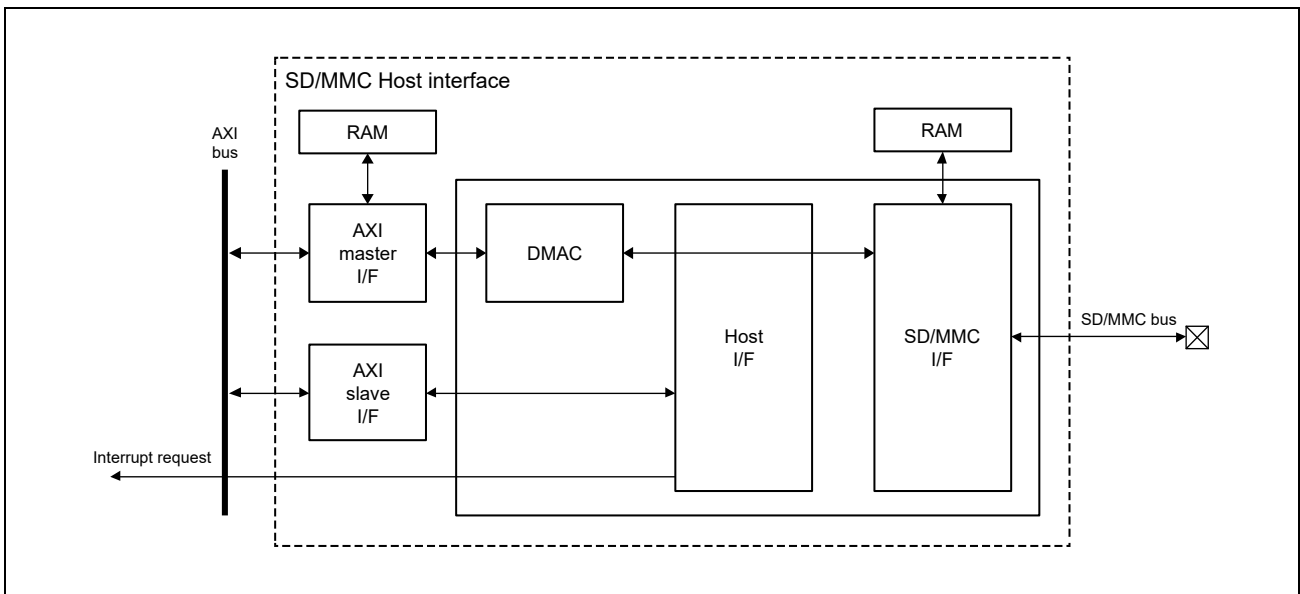 SD/MMC Host interface
AXI
bus
RAM
RAM
AXI
master
I/F
DMAC
Host
I/F
SD/MMC
I/F
SD/MMC bus
AXI
slave
I/F
Interrupt request